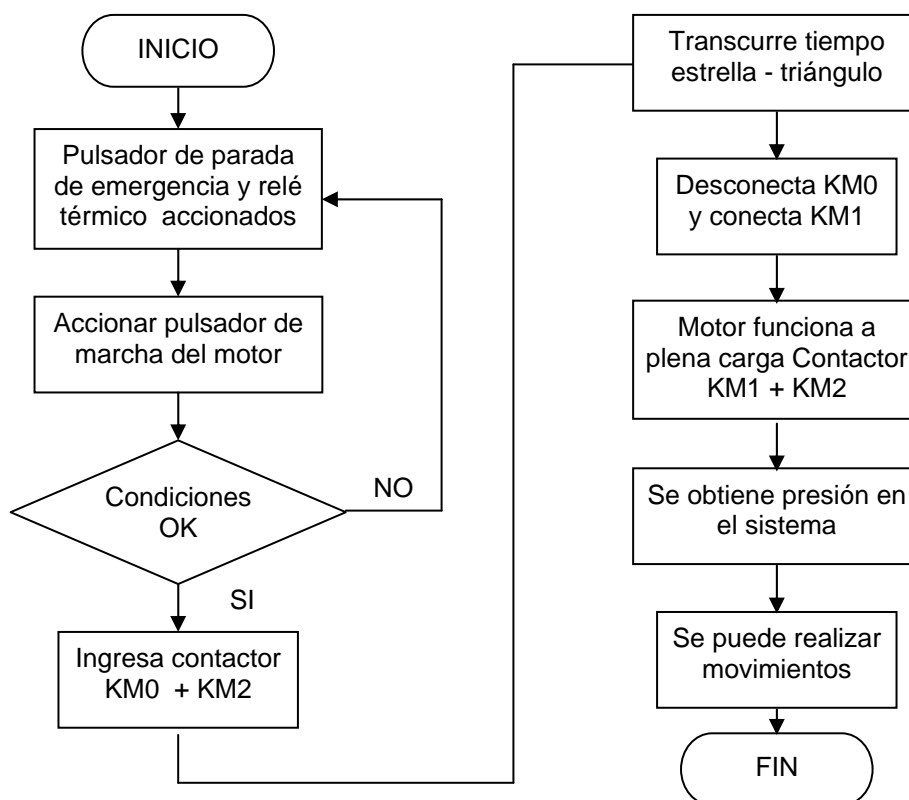 INICIO
Pulsador de parada
de emergencia y relé
térmico accionados
Accionar pulsador de
marcha del motor
Condiciones
OK
NO
SI
Ingresa contactor
KM0 + KM2
Transcurre tiempo
estrella - triángulo
Desconecta KM0
y conecta KM1
Motor funciona a
plena carga Contactor
KM1 + KM2
Se obtiene presión en
el sistema
Se puede realizar
movimientos
FIN